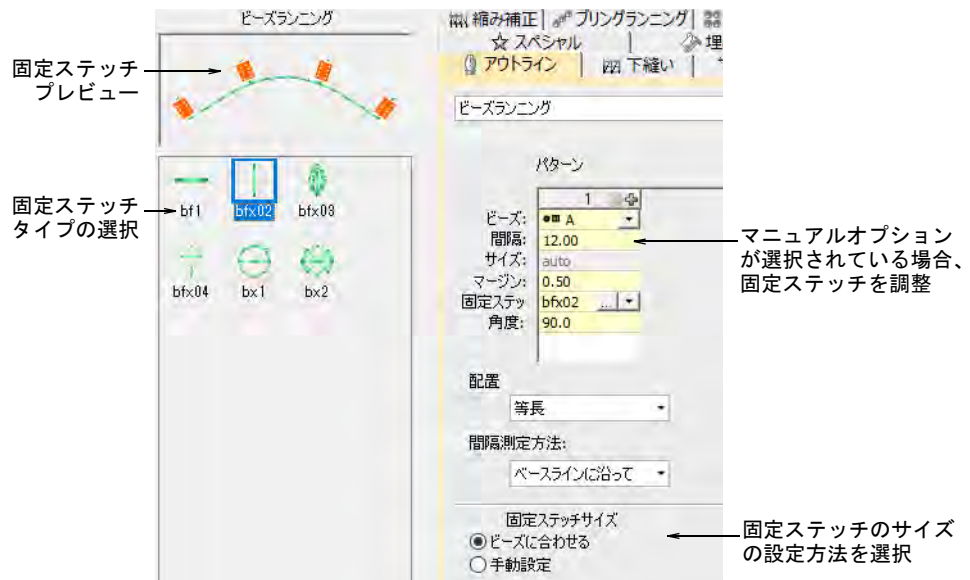 ビーズランニング
固定ステッチ
プレビュー
固定ステッチ
タイプの選択
bf1 bfx02 bfx03
bfx04 bx1 bx2
縮み補正 ブリングランニング
スペシャル 埋
アウトライン 下縫い
ビーズランニング
パターン
1
ビーズ: A
間隔: 12.00
サイズ: auto
マージン: 0.50
固定ステッ bfx02 ...
角度: 90.0
配置
等長
間隔測定方法:
ベースラインに沿って
固定ステッチサイズ
ビーズに合わせる
手動設定
マニュアルオプション
が選択されている場合、
固定ステッチを調整
固定ステッチのサイズ
の設定方法を選択